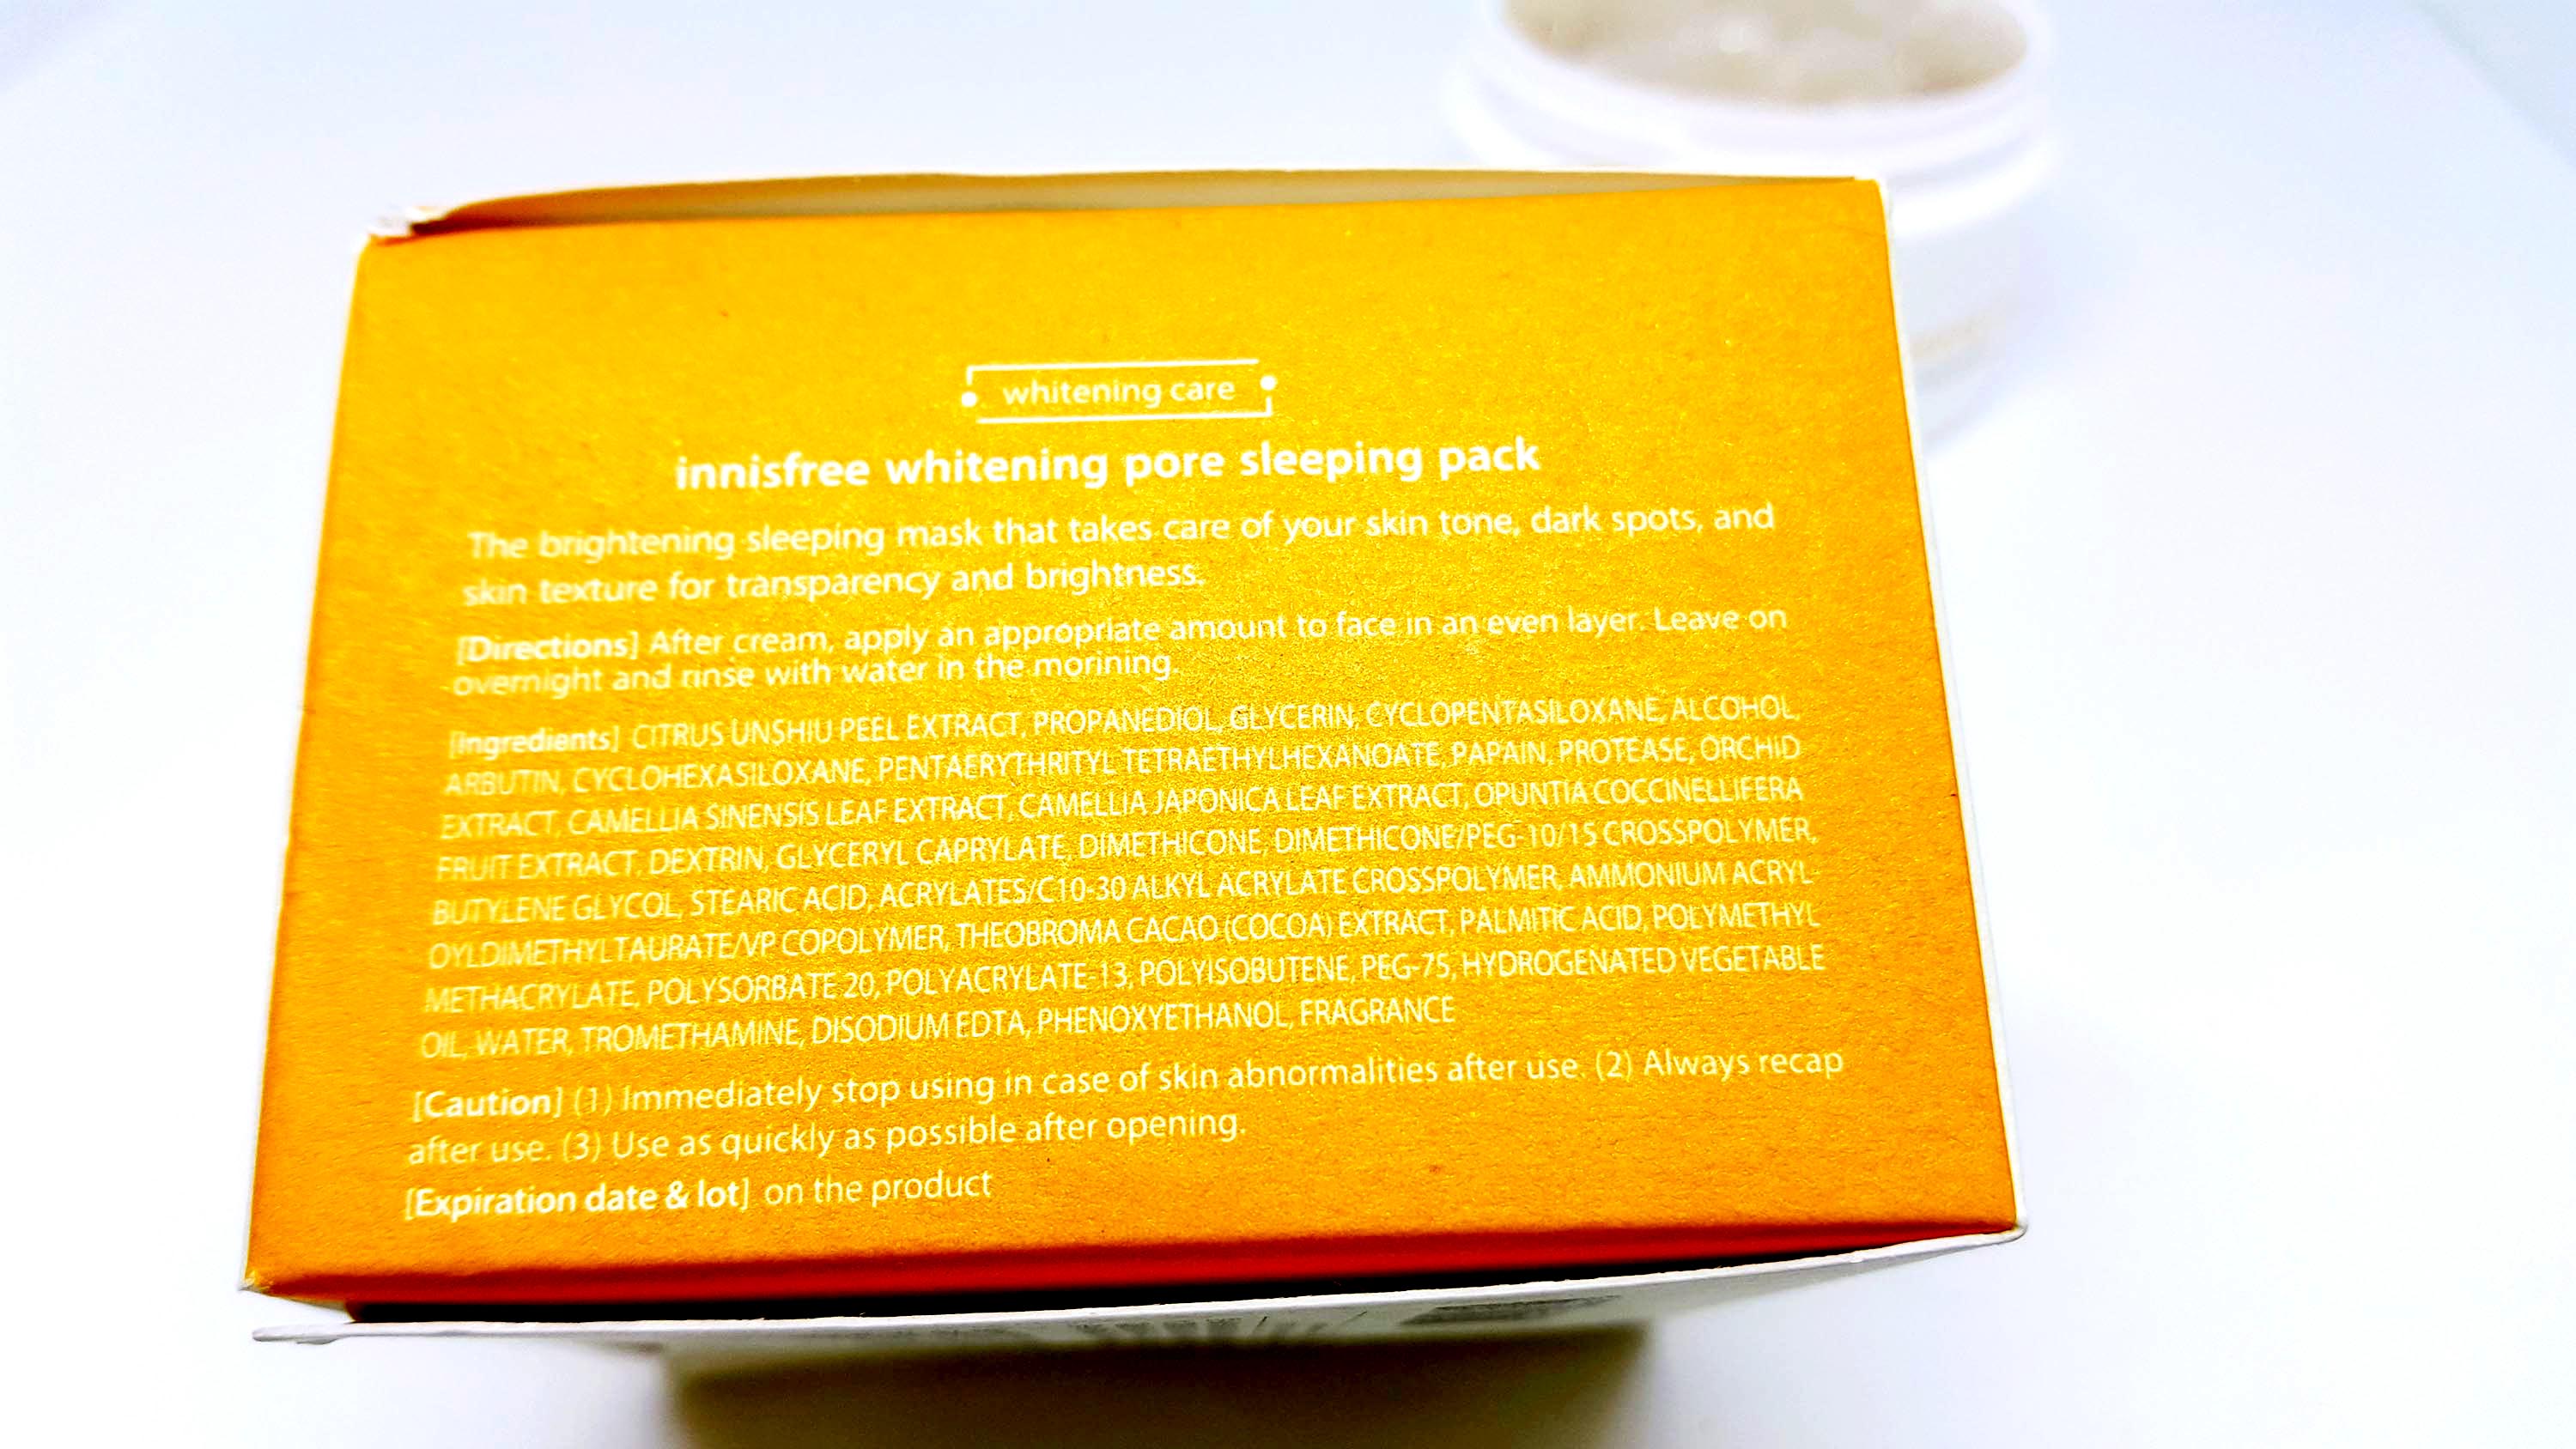 whitening care
innisfree whitening pore sleeping pack
The brightening sleeping mask that takes care of your skin tone, dark spots, and
skin texture for transparency and brightness.
[Directions] After cream, apply an appropriate amount to face in an even layer. Leave on
overnight and rinse with water in the morining.
[Ingredients] CITRUS UNSHIU PEEL EXTRACT, PROPANEDIOL, GLYCERIN, CYCLOPENTASILOXANE, ALCOHOL,
ARBUTIN, CYCLOHEXASILOXANE, PENTAERYTHRITYL TETRAETHYLHEXANOATE, PAPAIN, PROTEASE, ORCHID
EXTRACT, CAMELLIA SINENSIS LEAF EXTRACT, CAMELLIA JAPONICA LEAF EXTRACT, OPUNTIA COCCINELLIFERA
FRUIT EXTRACT, DEXTRIN, GLYCERYL CAPRYLATE, DIMETHICONE, DIMETHICONE/PEG-10/15 CROSSPOLYMER,
BUTYLENE GLYCOL, STEARIC ACID, ACRYLATES/C10-30 ALKYL ACRYLATE CROSSPOLYMER, AMMONIUM ACRYL-
OYLDIMETHYLTAURATE/VP COPOLYMER, THEOBROMA CACAO (COCOA) EXTRACT, PALMITIC ACID, POLYMETHYL
METHACRYLATE, POLYSORBATE 20, POLYACRYLATE-13, POLYISOBUTENE, PEG-75, HYDROGENATED VEGETABLE
OIL, WATER, TROMETHAMINE, DISODIUM EDTA, PHENOXYETHANOL, FRAGRANCE
[Caution] (1) Immediately stop using in case of skin abnormalities after use. (2) Always recap
after use. (3) Use as quickly as possible after opening.
[Expiration date & lot] on the product